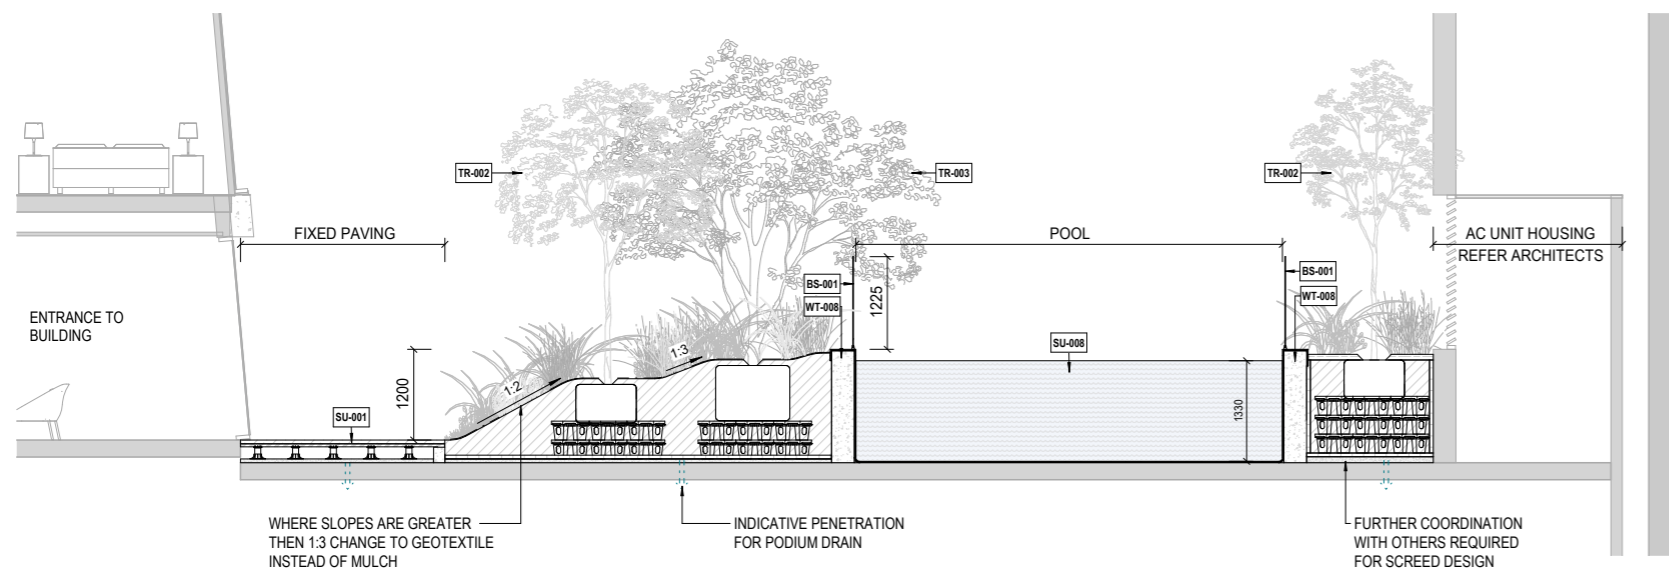 TR-002
TR-003
TR-002
FIXED PAVING
POOL
AC UNIT HOUSING
REFER ARCHITECTS
BS-001
WT-008
1225
BS-001
WT-008
ENTRANCE TO
BUILDING
1200
1:2
1:3
SU-008
SU-001
1330
WHERE SLOPES ARE GREATER
THEN 1:3 CHANGE TO GEOTEXTILE
INSTEAD OF MULCH
INDICATIVE PENETRATION
FOR PODIUM DRAIN
FURTHER COORDINATION
WITH OTHERS REQUIRED
FOR SCREED DESIGN